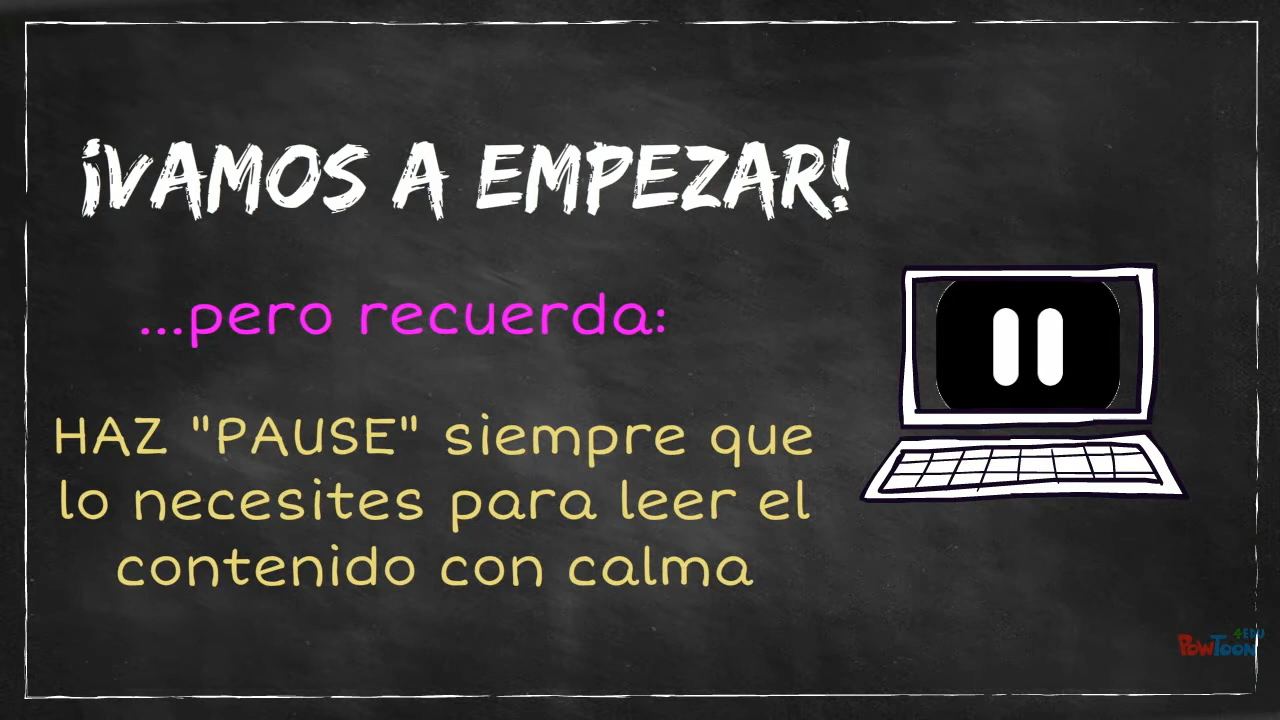 ¡VAMOS A EMPEZAR!
...pero recuerda:
HAZ "PAUSE" siempre que
lo necesites para leer el
contenido con calma
4EDU
POWTOON